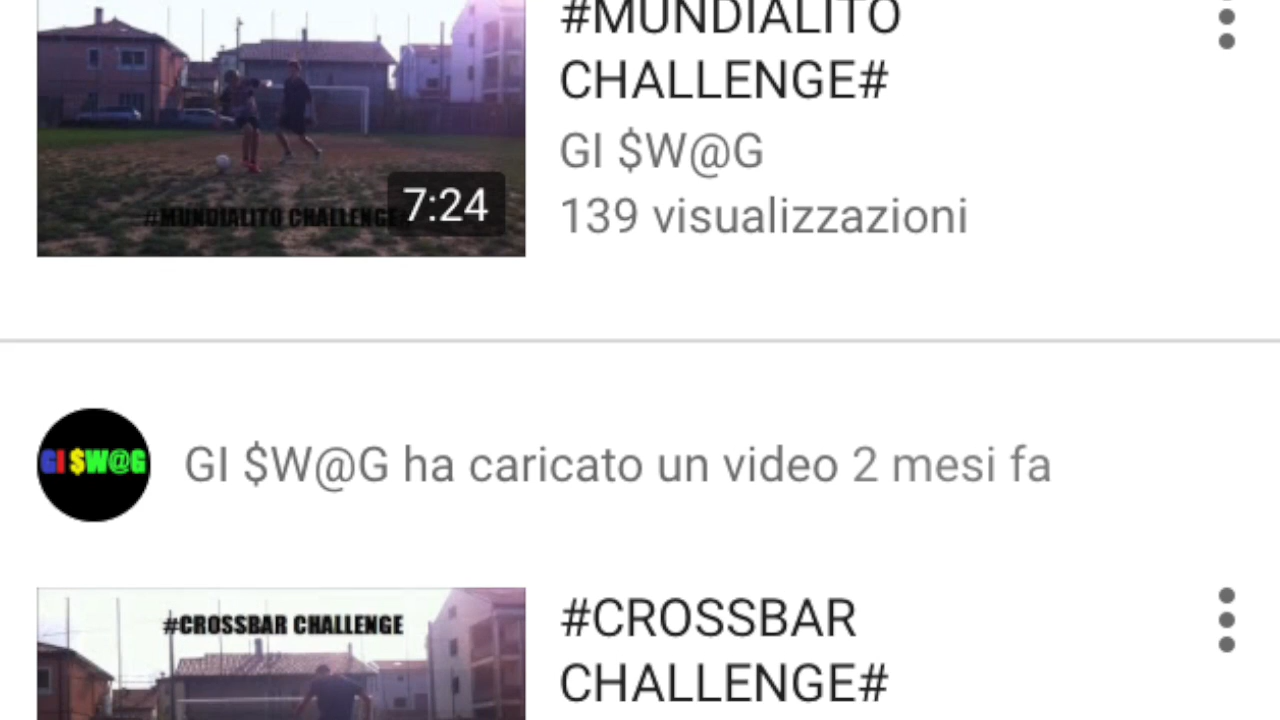 #MUNDIALITO
CHALLENGE#
GI $W@G
139 visualizzazioni
#MUNDIALITO CHALLENGE#
7:24
GI $W@G
GI $W@G ha caricato un video 2 mesi fa
#CROSSBAR CHALLENGE
#CROSSBAR
CHALLENGE#